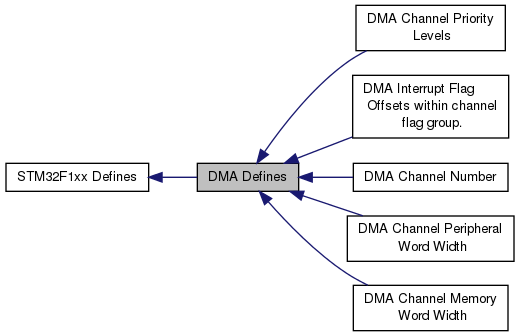 DMA Channel Priority
Levels
DMA Interrupt Flag
Offsets within channel
flag group.
STM32F1xx Defines
DMA Defines
DMA Channel Number
DMA Channel Peripheral
Word Width
DMA Channel Memory
Word Width